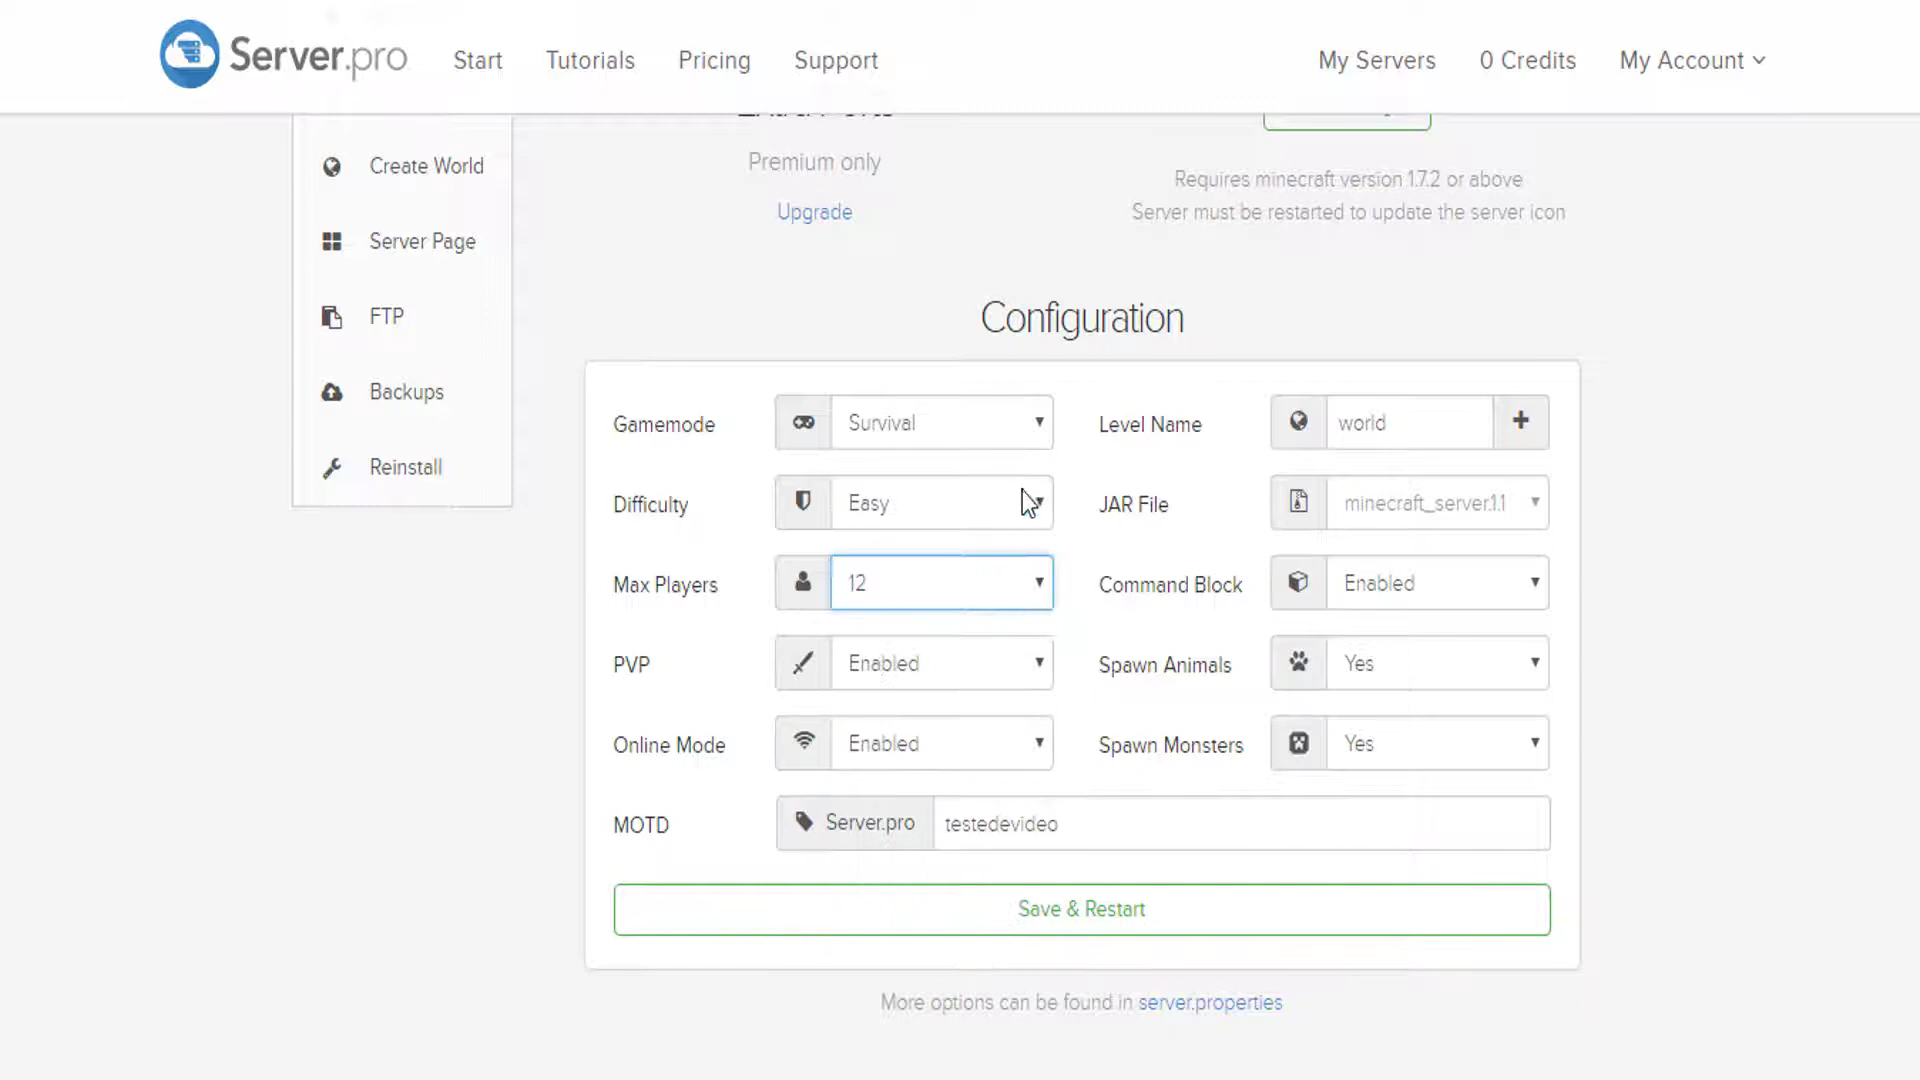 Server.pro
Start
Tutorials
Pricing
Support
My Servers
0 Credits
My Account
Create World
Server Page
FTP
Backups
Reinstall
Premium only
Upgrade
Requires minecraft version 1.7.2 or above
Server must be restarted to update the server icon
Configuration
Gamemode
Survival
Level Name
world
Difficulty
Easy
JAR File
minecraft_server.1.1
Max Players
12
Command Block
Enabled
PVP
Enabled
Spawn Animals
Yes
Online Mode
Enabled
Spawn Monsters
Yes
MOTD
Server.pro
testedevideo
Save & Restart
More options can be found in server.properties